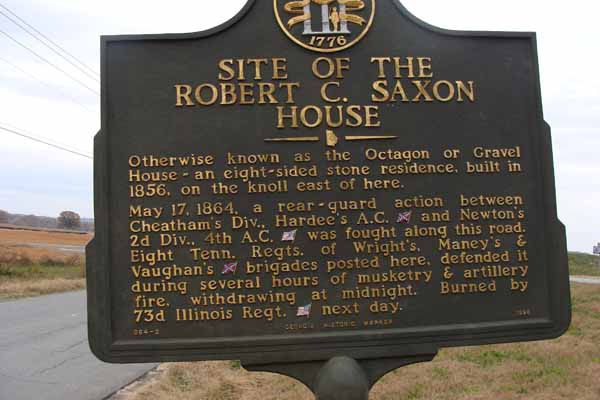 1776
SITE OF THE
ROBERT C. SAXON
HOUSE
Otherwise known as the Octagon or Gravel
House - an eight-sided stone residence, built in
1856, on the knoll east of here.
May 17, 1864, a rear-guard action between
Cheatham's Div., Hardee's A.C. and Newton's
2d Div., 4th A.C. was fought along this road.
Eight Tenn. Regts. of Wright's, Maney's &
Vaughan's brigades posted here, defended it
during several hours of musketry & artillery
fire, withdrawing at midnight. Burned by
73d Illinois Regt. next day.
GEORGIA HISTORIC MARKER